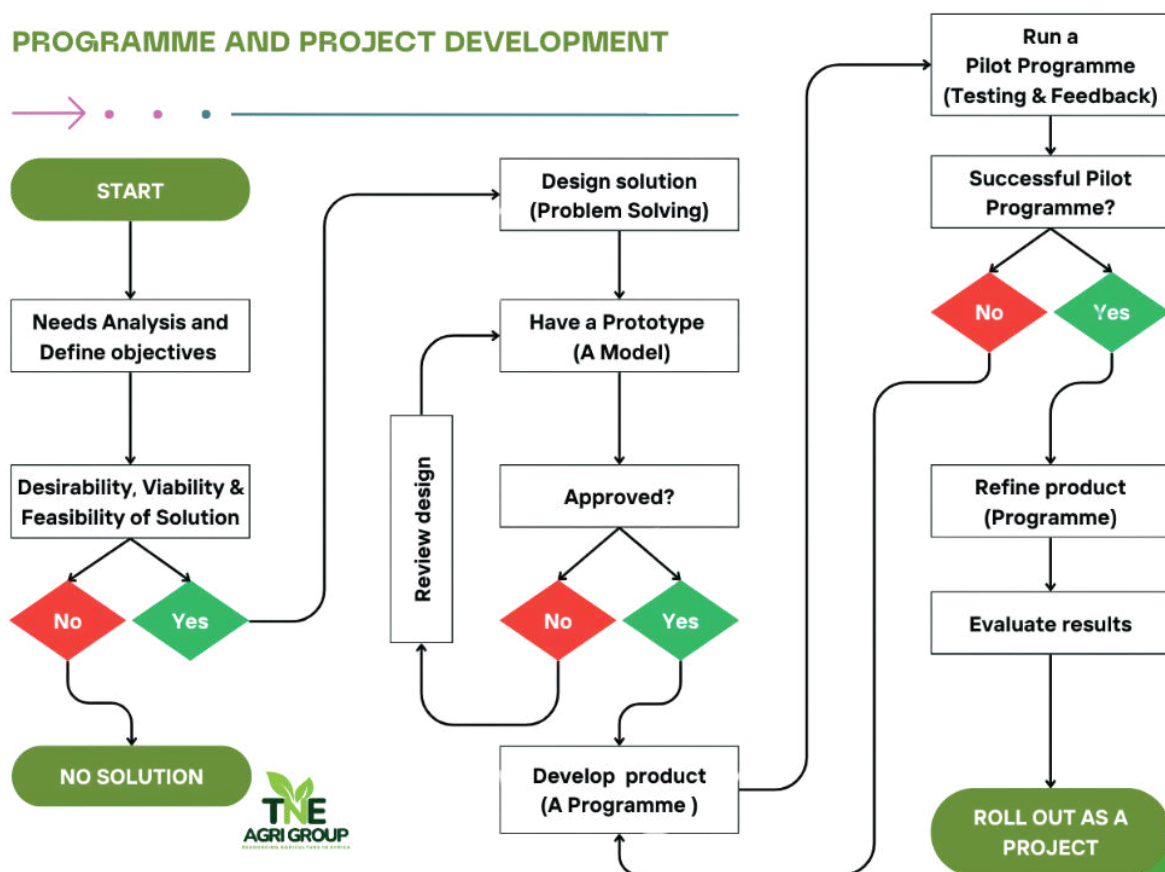 PROGRAMME AND PROJECT DEVELOPMENT
START
Needs Analysis and
Define objectives
Desirability, Viability &
Feasibility of Solution
No
Yes
NO SOLUTION
TNE
AGRI GROUP
Design solution
(Problem Solving)
Have a Prototype
(A Model)
Review design
Approved?
No
Yes
Develop product
(A Programme )
Run a
Pilot Programme
(Testing & Feedback)
Successful Pilot
Programme?
No
Yes
Refine product
(Programme)
Evaluate results
ROLL OUT AS A
PROJECT